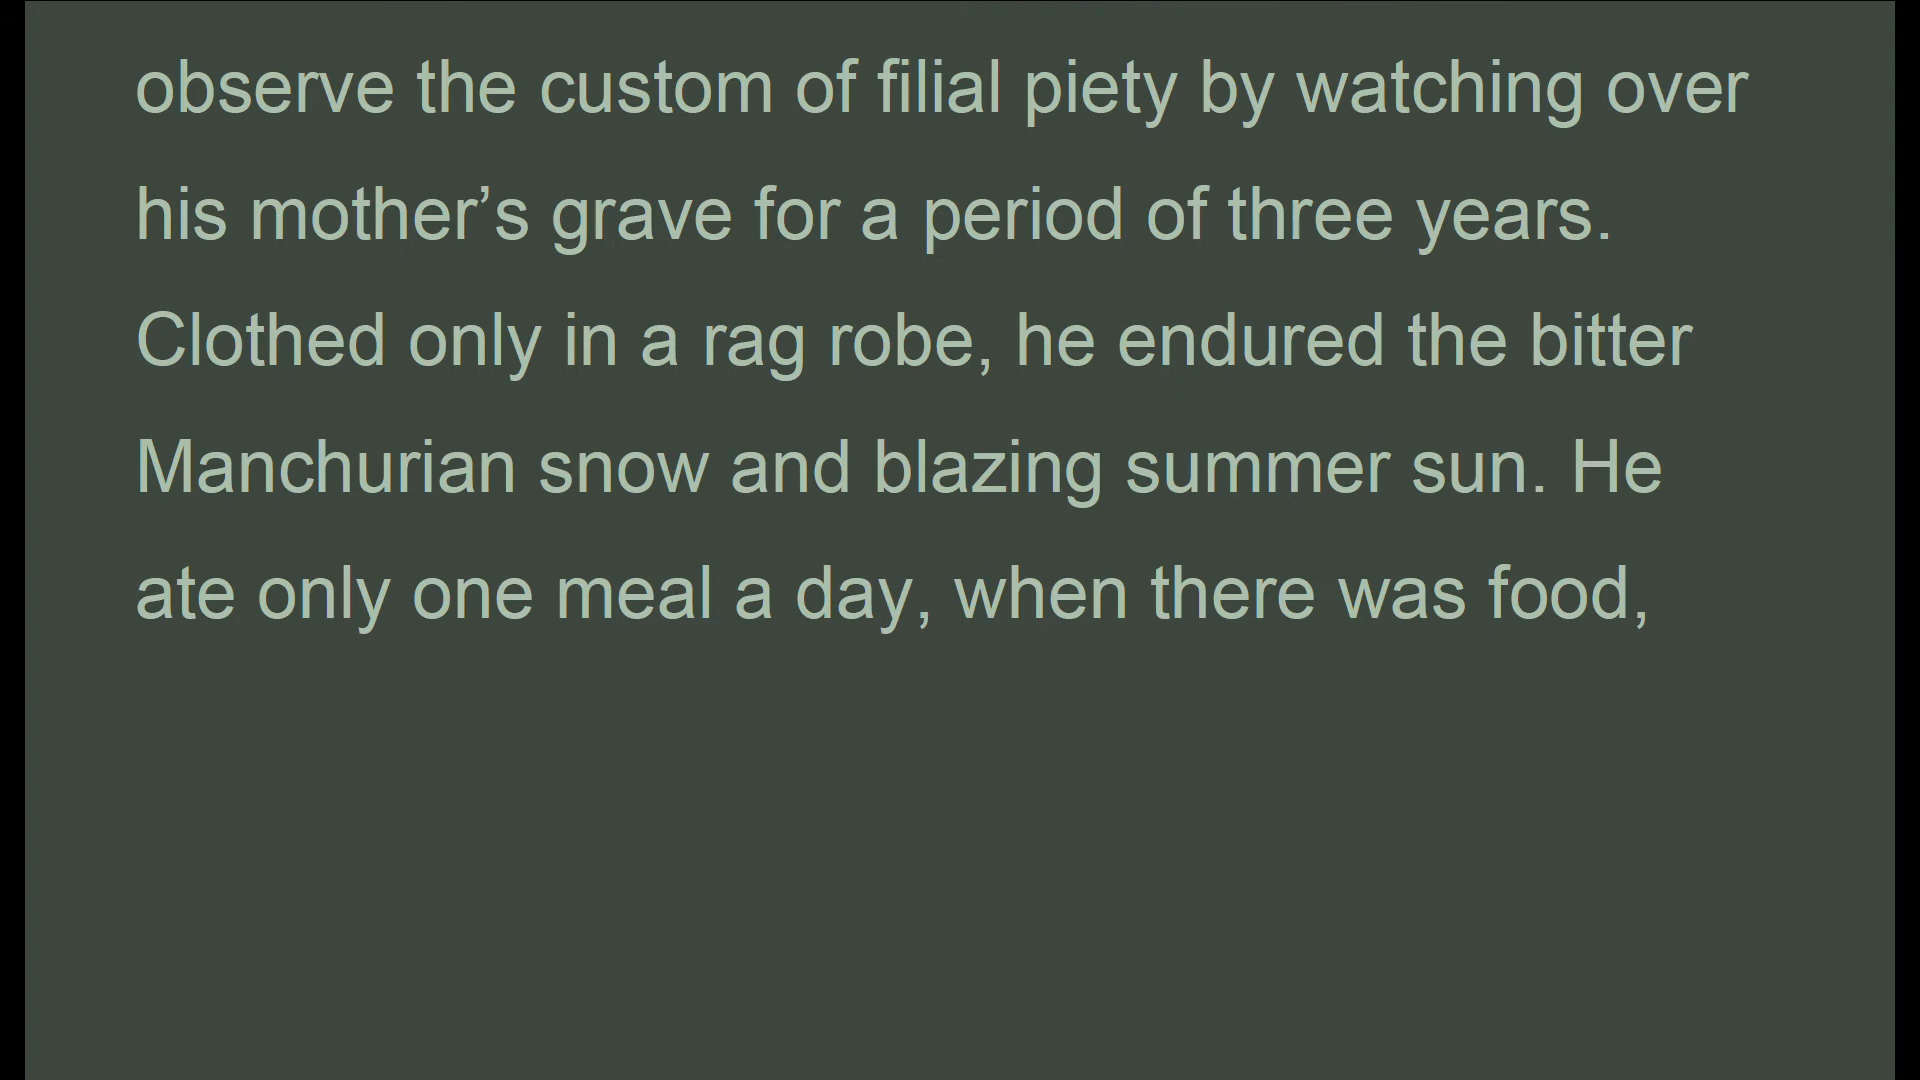 observe the custom of filial piety by watching over
his mother’s grave for a period of three years.
Clothed only in a rag robe, he endured the bitter
Manchurian snow and blazing summer sun. He
ate only one meal a day, when there was food,